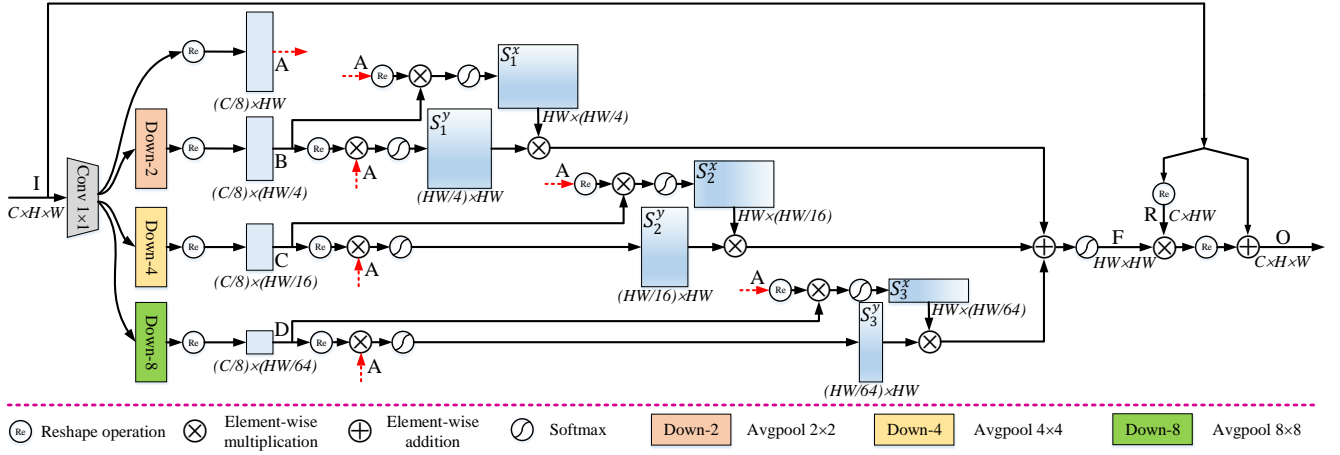 I
C×H×W
Conv 1×1
Re
A
(C/8)×HW
Down-2
Re
B
(C/8)×(HW/4)
Down-4
Re
C
(C/8)×(HW/16)
Down-8
Re
D
(C/8)×(HW/64)
A
Re
S₁ˣ
HW×(HW/4)
Re
A
S₁ʸ
(HW/4)×HW
A
Re
S₂ˣ
HW×(HW/16)
Re
A
S₂ʸ
(HW/16)×HW
A
Re
S₃ˣ
HW×(HW/64)
Re
A
S₃ʸ
(HW/64)×HW
F
HW×HW
Re
R
C×HW
Re
O
C×H×W
Re
Reshape operation
Element-wise
multiplication
Element-wise
addition
Softmax
Down-2
Avgpool 2×2
Down-4
Avgpool 4×4
Down-8
Avgpool 8×8